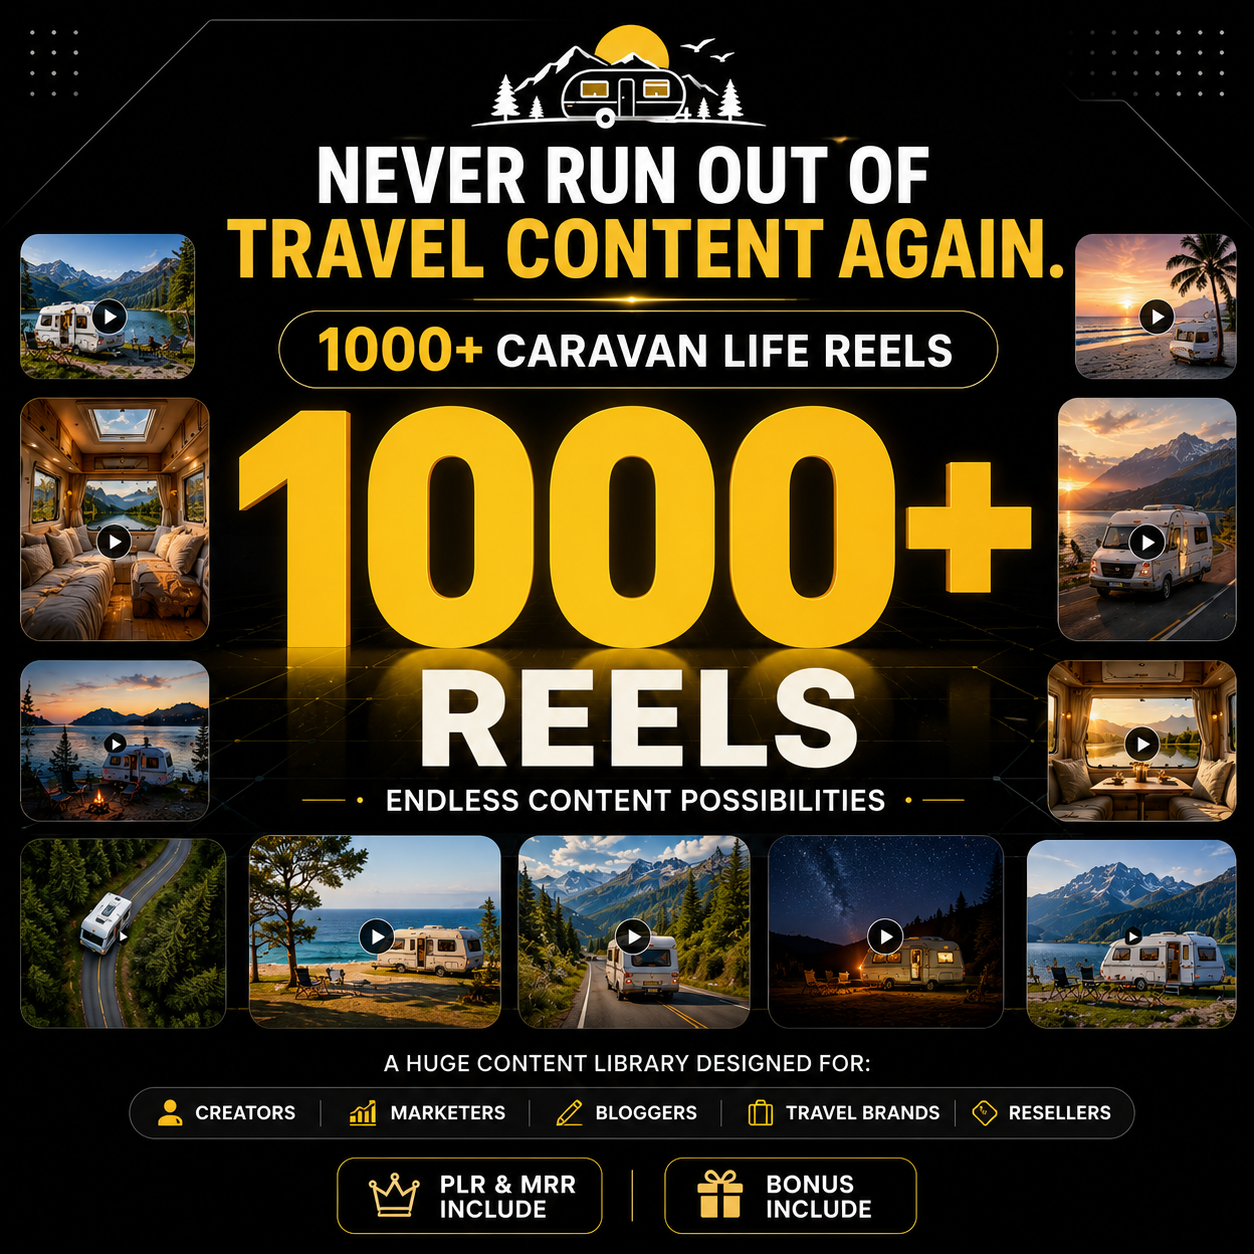 NEVER RUN OUT OF
TRAVEL CONTENT AGAIN.
1000+ CARAVAN LIFE REELS
1000+
REELS
ENDLESS CONTENT POSSIBILITIES
A HUGE CONTENT LIBRARY DESIGNED FOR:
CREATORS
MARKETERS
BLOGGERS
TRAVEL BRANDS
RESELLERS
PLR & MRR
INCLUDE
BONUS
INCLUDE